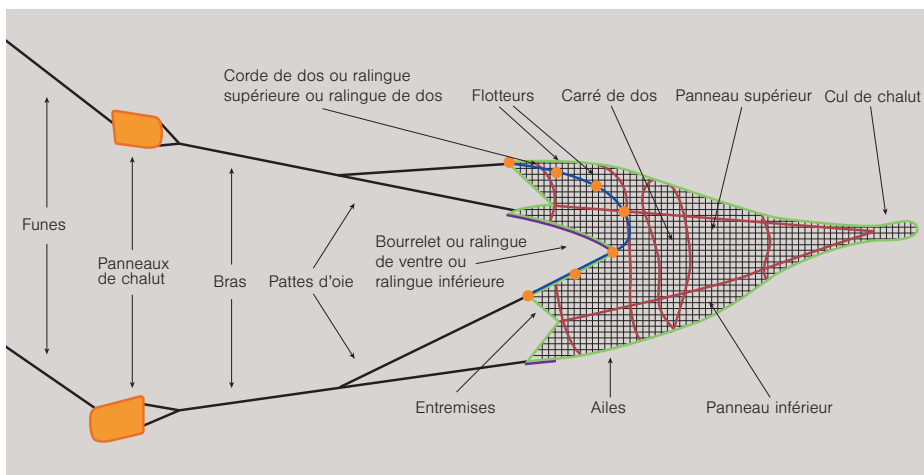 Corde de dos ou ralingue
supérieure ou ralingue de dos
Flotteurs
Carré de dos
Panneau supérieur
Cul de chalut
Funes
Panneaux
de chalut
Bras
Pattes d'oie
Bourrelet ou ralingue
de ventre ou
ralingue inférieure
Entremises
Ailes
Panneau inférieur